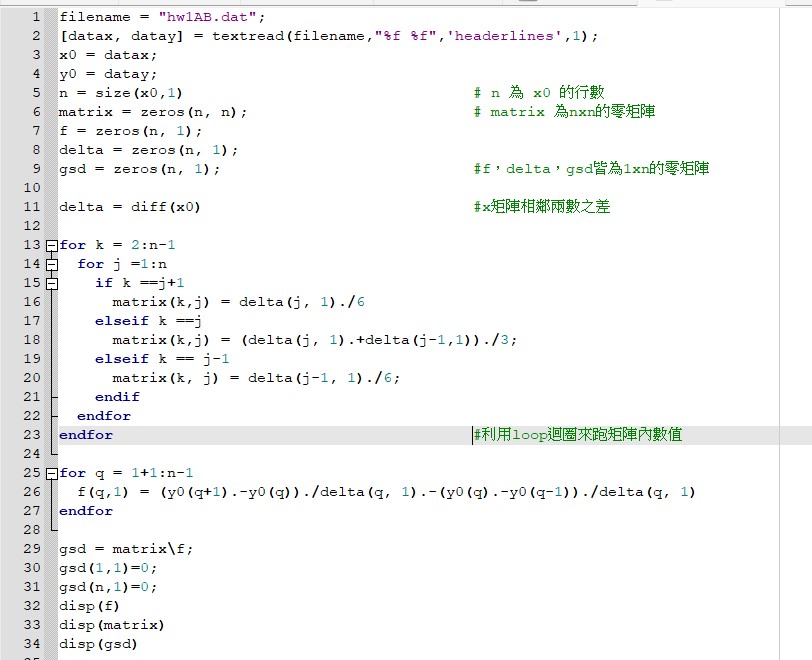 1 filename = "hw1AB.dat";
2 [datax, datay] = textread(filename,"%f %f",'headerlines',1);
3 x0 = datax;
4 y0 = datay;
5 n = size(x0,1) # n 為 x0 的行數
6 matrix = zeros(n, n); # matrix 為nxn的零矩陣
7 f = zeros(n, 1);
8 delta = zeros(n, 1);
9 gsd = zeros(n, 1); #f，delta，gsd皆為1xn的零矩陣
10
11 delta = diff(x0) #x矩陣相鄰兩數之差
12
13 for k = 2:n-1
14 for j =1:n
15 if k ==j+1
16 matrix(k,j) = delta(j, 1)./6
17 elseif k ==j
18 matrix(k,j) = (delta(j, 1).+delta(j-1,1))./3;
19 elseif k == j-1
20 matrix(k, j) = delta(j-1, 1)./6;
21 endif
22 endfor
23 endfor #利用loop迴圈來跑矩陣內數值
24
25 for q = 1+1:n-1
26 f(q,1) = (y0(q+1).-y0(q))./delta(q, 1).-(y0(q).-y0(q-1))./delta(q, 1)
27 endfor
28
29 gsd = matrix\f;
30 gsd(1,1)=0;
31 gsd(n,1)=0;
32 disp(f)
33 disp(matrix)
34 disp(gsd)